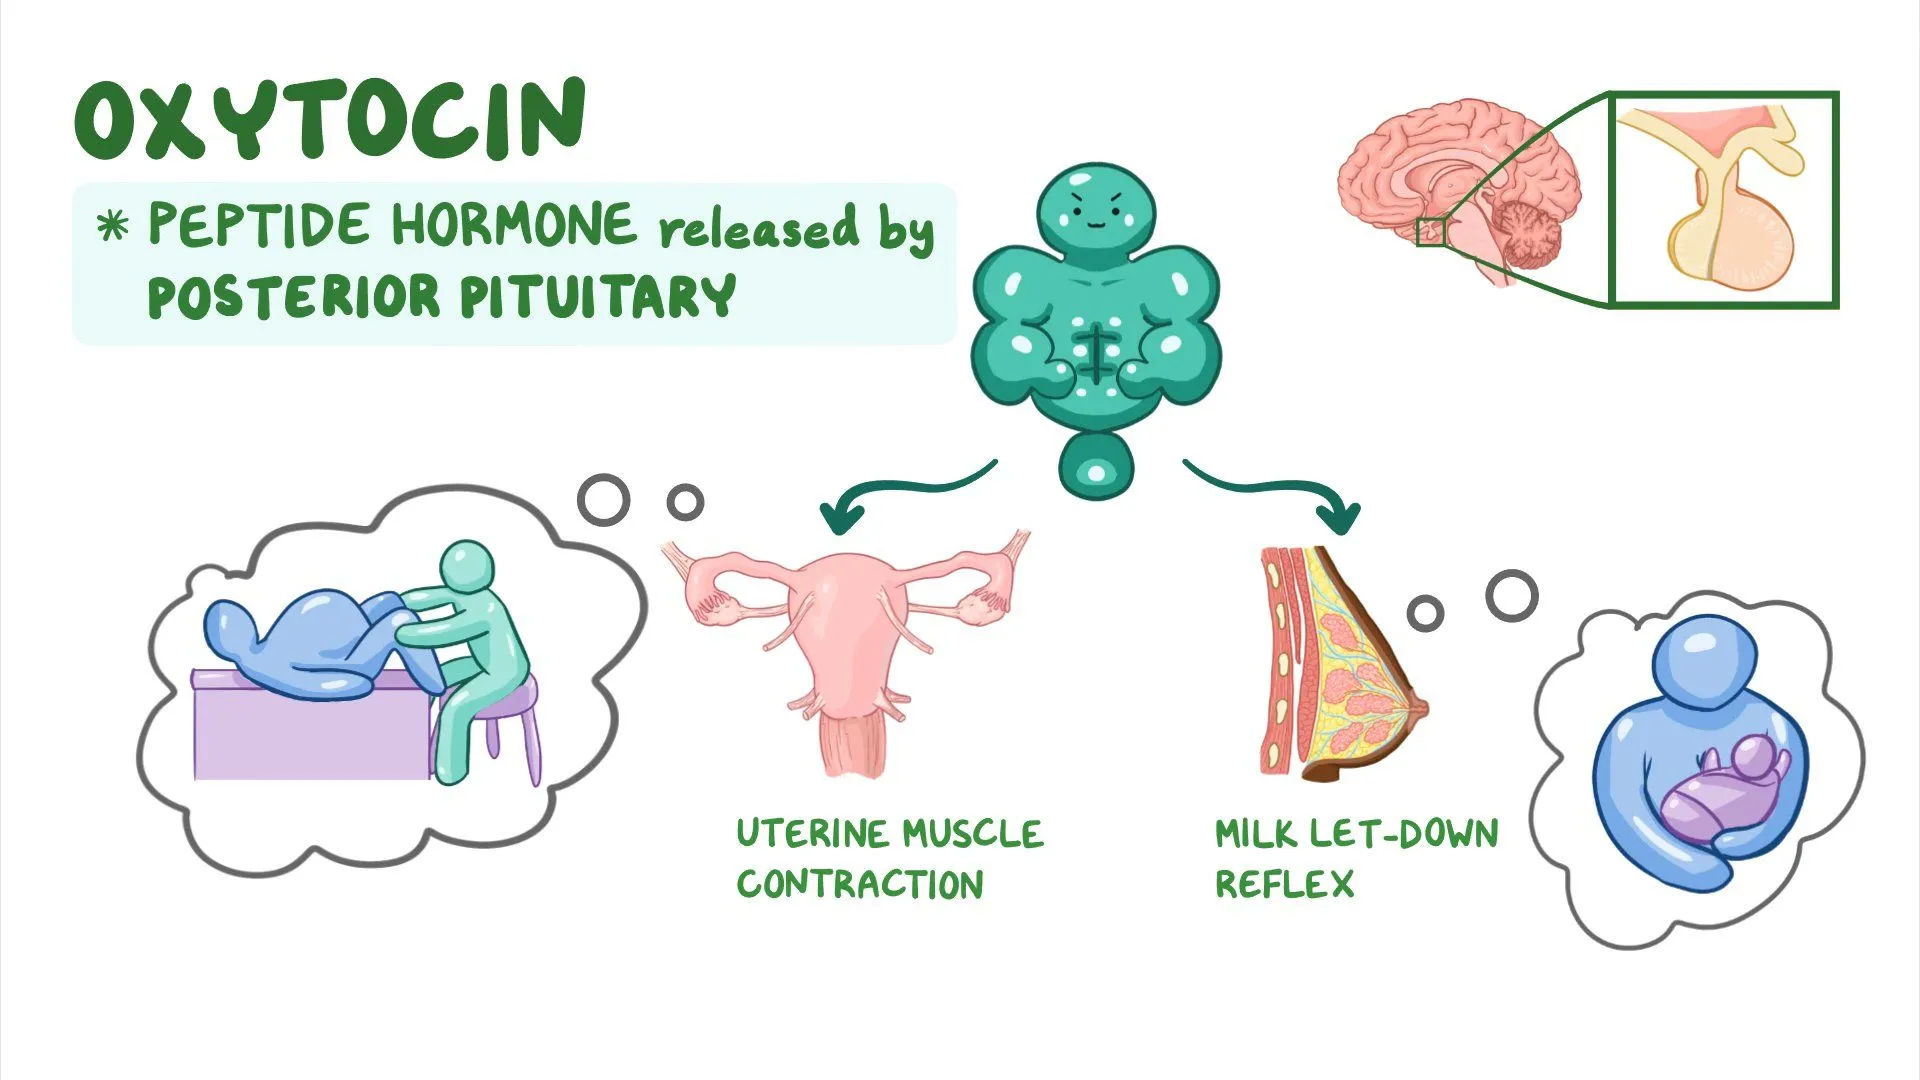 OXYTOCIN
* PEPTIDE HORMONE released by
POSTERIOR PITUITARY
UTERINE MUSCLE
CONTRACTION
MILK LET-DOWN
REFLEX